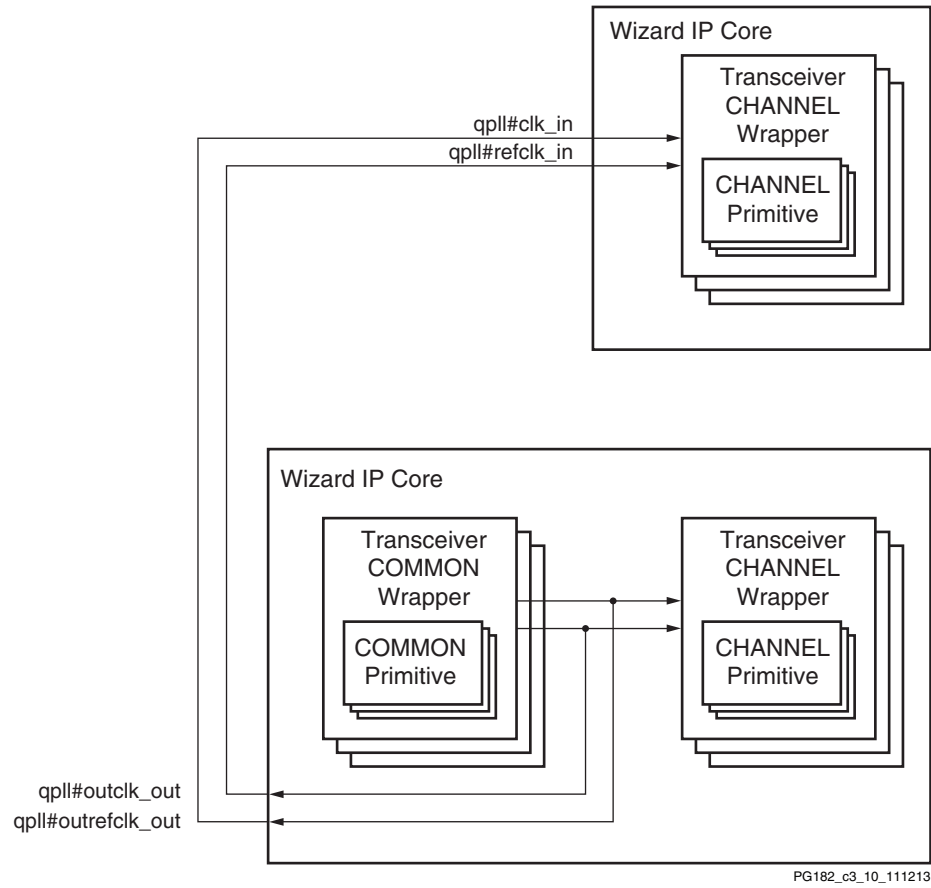 Wizard IP Core
Transceiver
CHANNEL
Wrapper
CHANNEL
Primitive
qpll#clk_in
qpll#refclk_in
Wizard IP Core
Transceiver
COMMON
Wrapper
COMMON
Primitive
Transceiver
CHANNEL
Wrapper
CHANNEL
Primitive
qpll#outclk_out
qpll#outrefclk_out
PG182_c3_10_111213